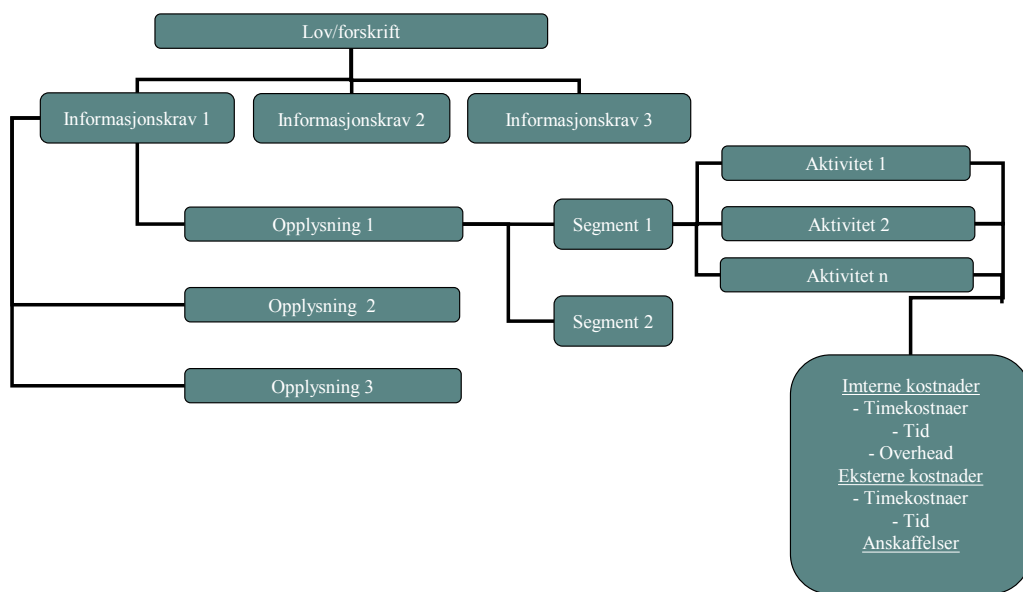 Lov/forskrift
Informasjonskrav 1
Informasjonskrav 2
Informasjonskrav 3
Aktivitet 1
Opplysning 1
Segment 1
Aktivitet 2
Aktivitet n
Opplysning 2
Segment 2
Opplysning 3
Imterne kostnader
- Timekostnaer
- Tid
- Overhead
Eksterne kostnader
- Timekostnaer
- Tid
Anskaffelser